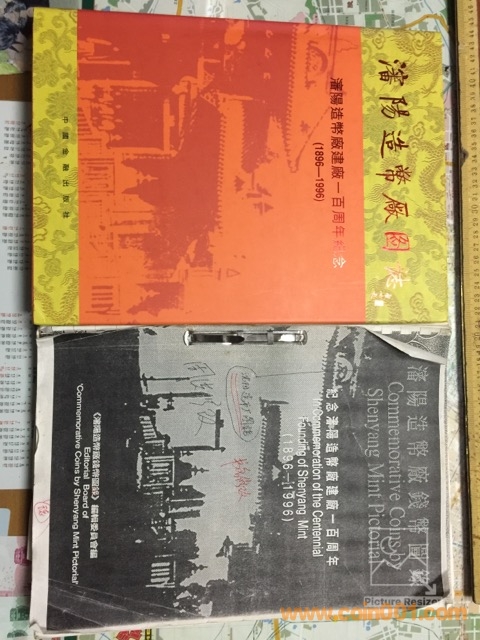 瀋陽造幣廠圖誌
瀋陽造幣廠建廠一百周年紀念
(1896—1996)
中國金融出版社
瀋陽造幣廠錢幣圖錄
Commemorative Coins by
Shenyang Mint Pictorial
紀念瀋陽造幣廠建廠一百周年
In Commemoration of the Centennial
Founding of Shenyang Mint
(1896—1996)
《瀋陽造幣廠錢幣圖錄》編輯委員會編
Editorial Board of
'Commemorative Coins by Shenyang Mint Pictorial'
Picture Resizer